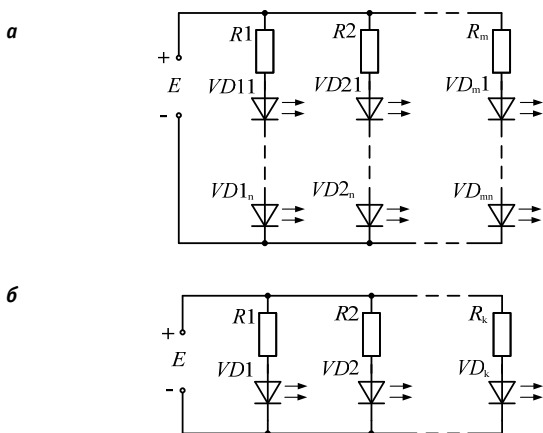 а
R1 R2 Rm
+
E
-
VD11 VD21 VDm1
VD1n VD2n VDmn
б
R1 R2 Rk
+
E
-
VD1 VD2 VDk